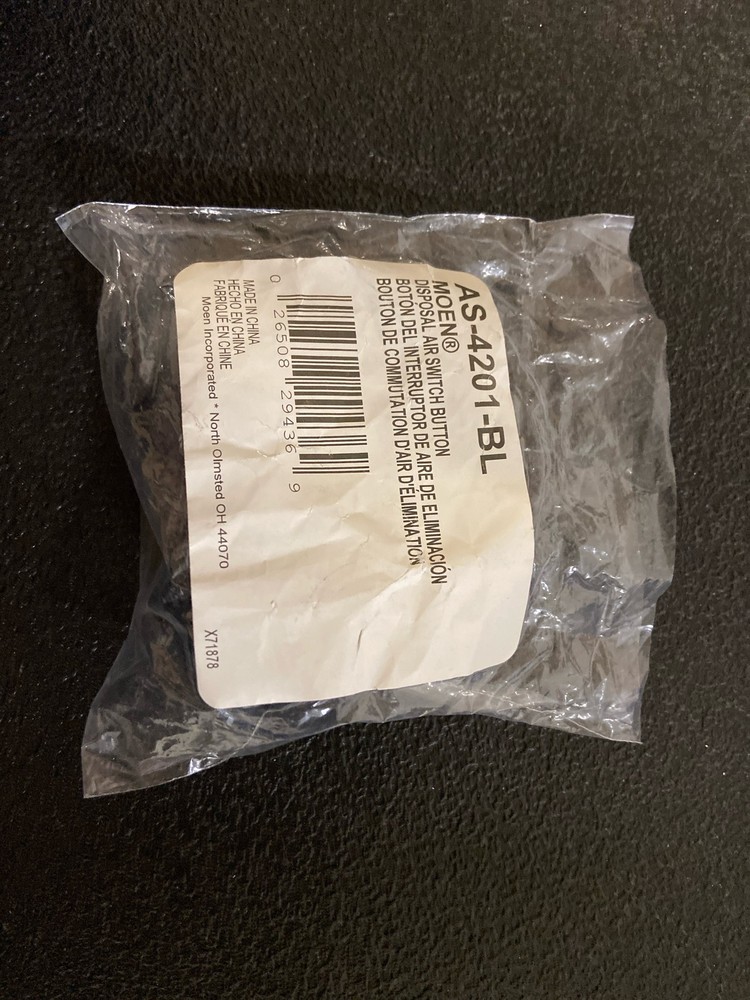 AS-4201-BL
MOEN®
DISPOSAL AIR SWITCH BUTTON
BOTÓN DEL INTERRUPTOR DE AIRE DE ELIMINACIÓN
BOUTON DE COMMUTATION D'AIR D'ÉLIMINATION
0 26508 29436 9
MADE IN CHINA
HECHO EN CHINA
FABRIQUÉ EN CHINE
Moen Incorporated * North Olmsted OH 44070
X71878